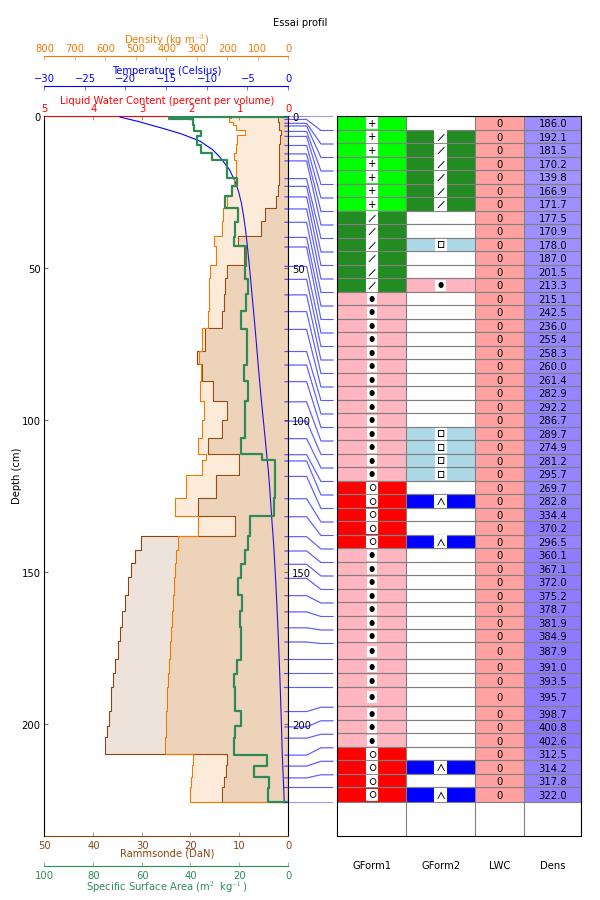 Essai profil
Density (kg m⁻³)
800 700 600 500 400 300 200 100 0
Temperature (Celsius)
−30 −25 −20 −15 −10 −5 0
Liquid Water Content (percent per volume)
5 4 3 2 1 0
0 50 100 150 200
Depth (cm)
0 50 100 150 200
50 40 30 20 10 0
Rammsonde (DaN)
100 80 60 40 20 0
Specific Surface Area (m² kg⁻¹)
+ 0 186.0
+ / 0 192.1
+ / 0 181.5
+ / 0 170.2
+ / 0 139.8
+ / 0 166.9
+ / 0 171.7
/ 0 177.5
/ 0 170.9
/ □ 0 178.0
/ 0 187.0
/ 0 201.5
/ ● 0 213.3
● 0 215.1
● 0 242.5
● 0 236.0
● 0 255.4
● 0 258.3
● 0 260.0
● 0 261.4
● 0 282.9
● 0 292.2
● 0 286.7
● □ 0 289.7
● □ 0 274.9
● □ 0 281.2
● □ 0 295.7
○ 0 269.7
○ ∧ 0 282.8
○ 0 334.4
○ 0 370.2
○ ∧ 0 296.5
● 0 360.1
● 0 367.1
● 0 372.0
● 0 375.2
● 0 378.7
● 0 381.9
● 0 384.9
● 0 387.9
● 0 391.0
● 0 393.5
● 0 395.7
● 0 398.7
● 0 400.8
● 0 402.6
○ 0 312.5
○ ∧ 0 314.2
○ 0 317.8
○ ∧ 0 322.0
GForm1 GForm2 LWC Dens